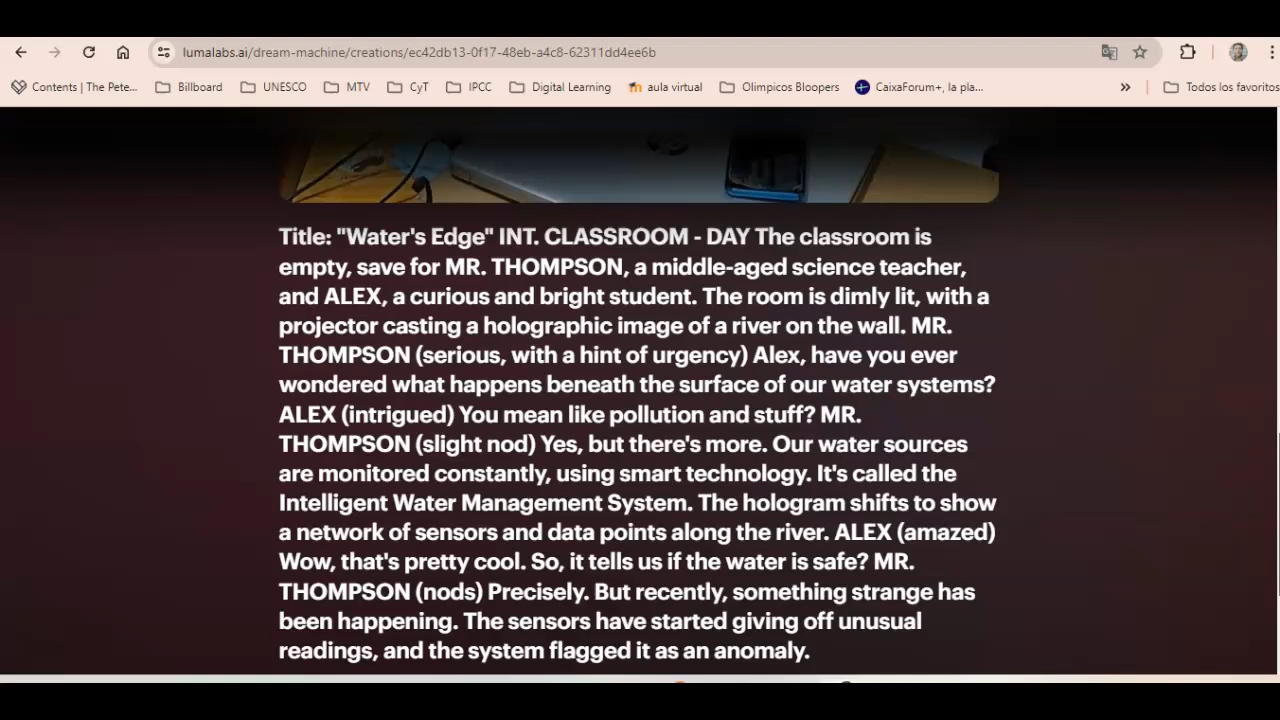 lumalabs.ai/dream-machine/creations/ec42db13-0f17-48eb-a4c8-62311dd4ee6b
Contents | The Pete... Billboard UNESCO MTV CyT IPCC Digital Learning aula virtual Olimpicos Bloopers CaixaForum+, la pla... » Todos los favoritos
Title: "Water's Edge" INT. CLASSROOM - DAY The classroom is
empty, save for MR. THOMPSON, a middle-aged science teacher,
and ALEX, a curious and bright student. The room is dimly lit, with a
projector casting a holographic image of a river on the wall. MR.
THOMPSON (serious, with a hint of urgency) Alex, have you ever
wondered what happens beneath the surface of our water systems?
ALEX (intrigued) You mean like pollution and stuff? MR.
THOMPSON (slight nod) Yes, but there's more. Our water sources
are monitored constantly, using smart technology. It's called the
Intelligent Water Management System. The hologram shifts to show
a network of sensors and data points along the river. ALEX (amazed)
Wow, that's pretty cool. So, it tells us if the water is safe? MR.
THOMPSON (nods) Precisely. But recently, something strange has
been happening. The sensors have started giving off unusual
readings, and the system flagged it as an anomaly.